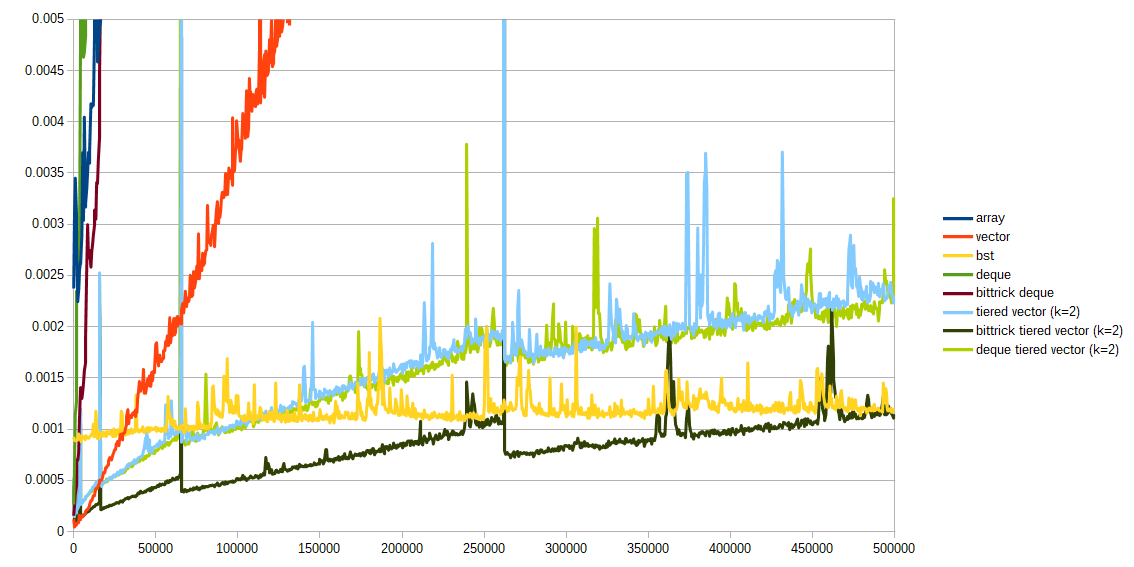 0.005
0.0045
0.004
0.0035
0.003
0.0025
0.002
0.0015
0.001
0.0005
0
0 50000 100000 150000 200000 250000 300000 350000 400000 450000 500000
array
vector
bst
deque
bittrick deque
tiered vector (k=2)
bittrick tiered vector (k=2)
deque tiered vector (k=2)